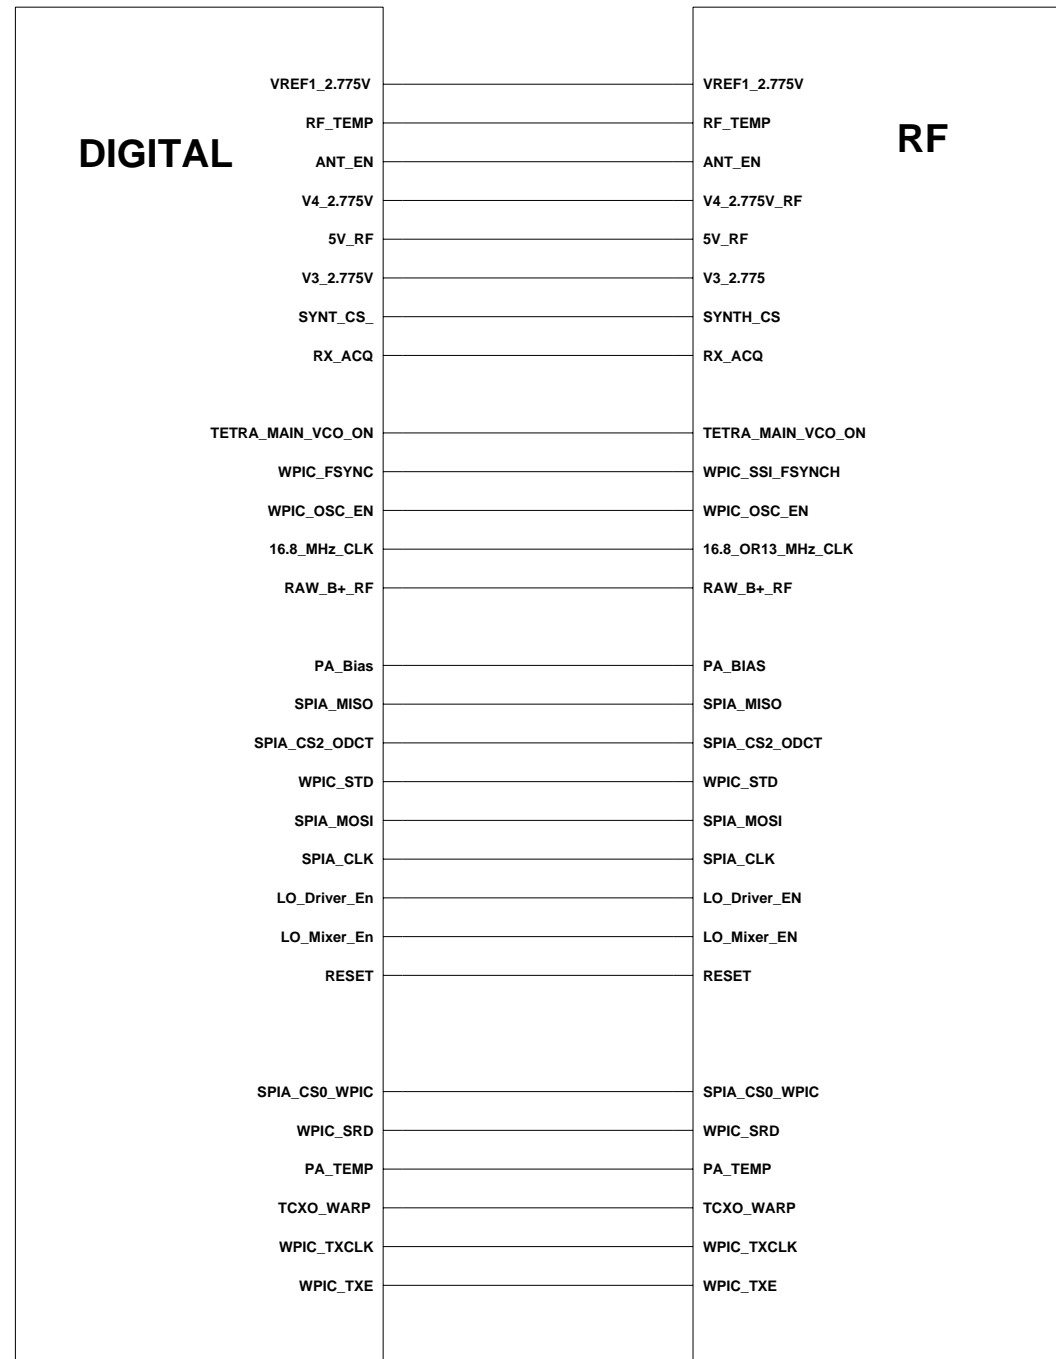 VREF1_2.775V VREF1_2.775V
RF_TEMP RF_TEMP
DIGITAL RF
ANT_EN ANT_EN
V4_2.775V V4_2.775V_RF
5V_RF 5V_RF
V3_2.775V V3_2.775
SYNT_CS_ SYNTH_CS
RX_ACQ RX_ACQ
TETRA_MAIN_VCO_ON TETRA_MAIN_VCO_ON
WPIC_FSYNC WPIC_SSI_FSYNCH
WPIC_OSC_EN WPIC_OSC_EN
16.8_MHz_CLK 16.8_OR13_MHz_CLK
RAW_B+_RF RAW_B+_RF
PA_Bias PA_BIAS
SPIA_MISO SPIA_MISO
SPIA_CS2_ODCT SPIA_CS2_ODCT
WPIC_STD WPIC_STD
SPIA_MOSI SPIA_MOSI
SPIA_CLK SPIA_CLK
LO_Driver_En LO_Driver_EN
LO_Mixer_En LO_Mixer_EN
RESET RESET
SPIA_CS0_WPIC SPIA_CS0_WPIC
WPIC_SRD WPIC_SRD
PA_TEMP PA_TEMP
TCXO_WARP TCXO_WARP
WPIC_TXCLK WPIC_TXCLK
WPIC_TXE WPIC_TXE